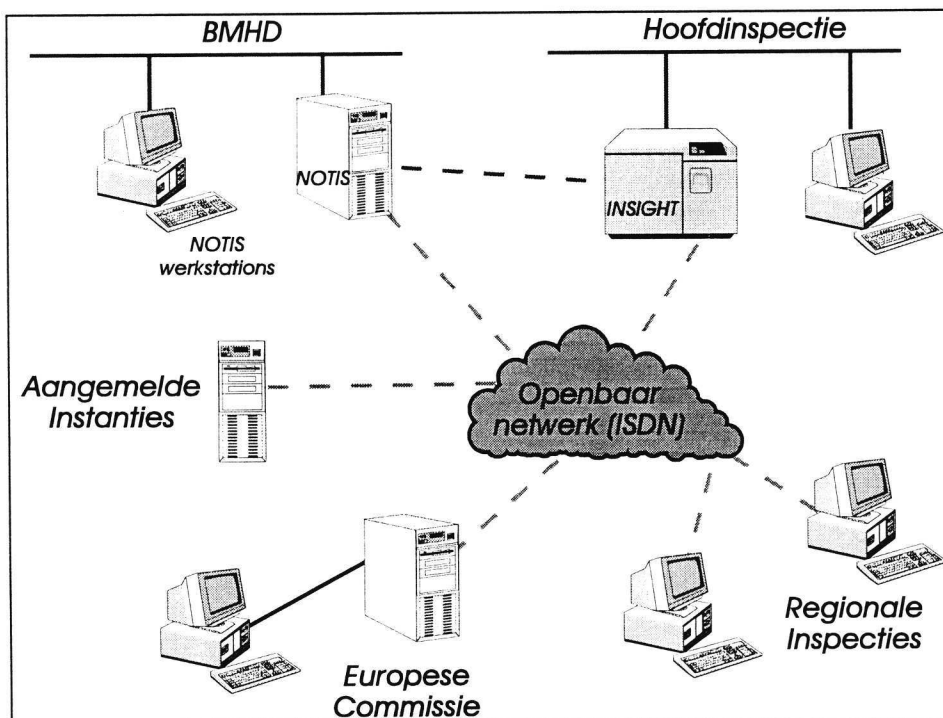 BMHD
Hoofdinspectie
NOTIS
INSIGHT
NOTIS
werkstations
Aangemelde
Instanties
Openbaar
netwerk (ISDN)
Regionale
Inspecties
Europese
Commissie